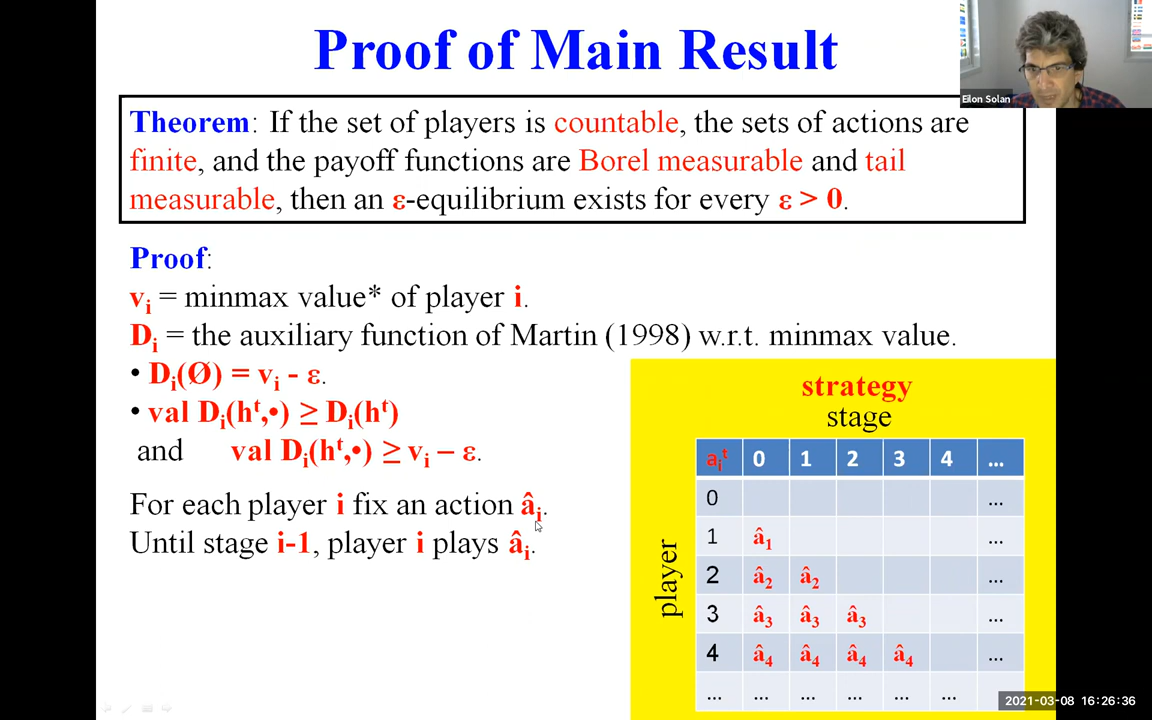 Proof of Main Result
Eilon Solan
Theorem: If the set of players is countable, the sets of actions are
finite, and the payoff functions are Borel measurable and tail
measurable, then an ε-equilibrium exists for every ε > 0.
Proof:
vᵢ = minmax value* of player i.
Dᵢ = the auxiliary function of Martin (1998) w.r.t. minmax value.
• Dᵢ(Ø) = vᵢ - ε.
• val Dᵢ(hᵗ,•) ≥ Dᵢ(hᵗ)
and val Dᵢ(hᵗ,•) ≥ vᵢ – ε.
For each player i fix an action âᵢ.
Until stage i-1, player i plays âᵢ.
strategy
stage
player
aᵢᵗ 0 1 2 3 4 ...
0 ...
1 â₁ ...
2 â₂ â₂ ...
3 â₃ â₃ â₃ ...
4 â₄ â₄ â₄ â₄ ...
... ... ... ... ... ...
2021-03-08 16:26:36